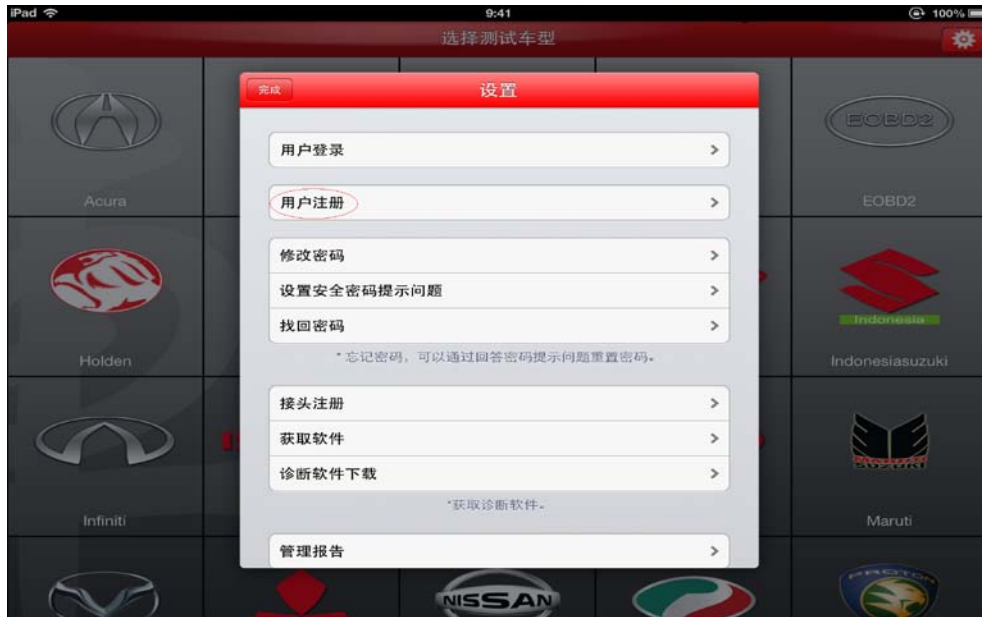 iPad 9:41 100%
选择测试车型
完成 设置
用户登录
用户注册
修改密码
设置安全密码提示问题
找回密码
*忘记密码，可以通过回答密码提示问题重置密码。
接头注册
获取软件
诊断软件下载
*获取诊断软件。
管理报告
Acura
EOBD2
EOBD2
Holden
Indonesia
Indonesiasuzuki
Infiniti
MARUTI
SUZUKI
Maruti
NISSAN
PROTON